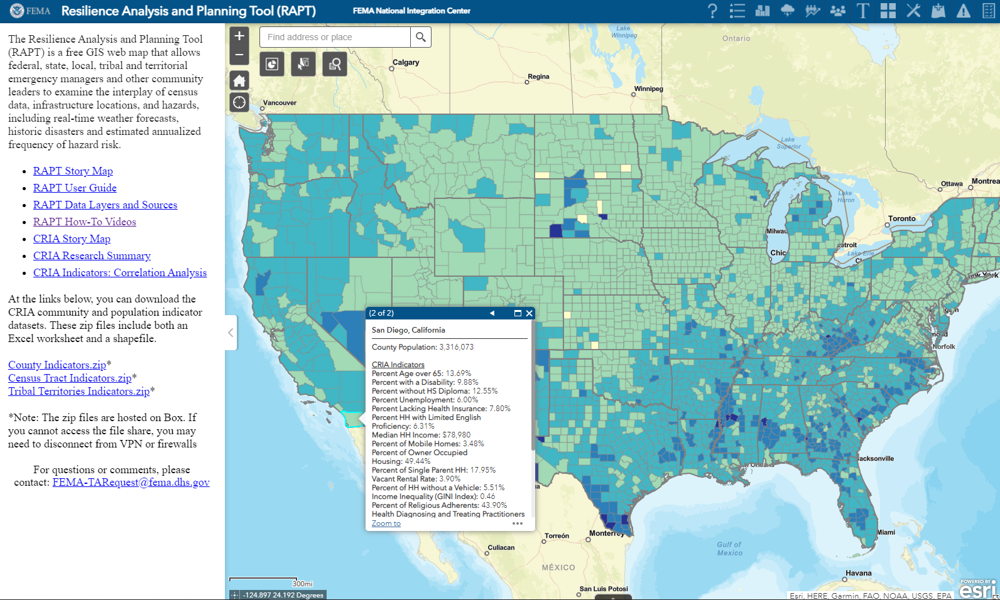 FEMA
Resilience Analysis and Planning Tool (RAPT)
FEMA National Integration Center
The Resilience Analysis and Planning Tool
(RAPT) is a free GIS web map that allows
federal, state, local, tribal and territorial
emergency managers and other community
leaders to examine the interplay of census
data, infrastructure locations, and hazards,
including real-time weather forecasts,
historic disasters and estimated annualized
frequency of hazard risk.
• RAPT Story Map
• RAPT User Guide
• RAPT Data Layers and Sources
• RAPT How-To Videos
• CRIA Story Map
• CRIA Research Summary
• CRIA Indicators: Correlation Analysis
At the links below, you can download the
CRIA community and population indicator
datasets. These zip files include both an
Excel worksheet and a shapefile.
County Indicators.zip*
Census Tract Indicators.zip*
Tribal Territories Indicators.zip*
*Note: The zip files are hosted on Box. If
you cannot access the file share, you may
need to disconnect from VPN or firewalls
For questions or comments, please
contact: FEMA-TARequest@fema.dhs.gov
Find address or place
Calgary
Regina
Winnipeg
Vancouver
Lake
Winnipeg
Ontario
Lake
Superior
Ottawa
Montrea
Lake
Huron
Toronto
Milwau
etroit
Chic
Lake Erie
Cl
New York
Norfolk
Jacksonville
Orleans
Miami
(2 of 2)
San Diego, California
County Population: 3,316,073
CRIA Indicators
Percent Age over 65: 13.69%
Percent with a Disability: 9.88%
Percent without HS Diploma: 12.55%
Percent Unemployment: 6.00%
Percent Lacking Health Insurance: 7.80%
Percent HH with Limited English
Proficiency: 6.31%
Median HH Income: $78,980
Percent of Mobile Homes: 3.48%
Percent of Owner Occupied
Housing: 49.44%
Percent of Single Parent HH: 17.95%
Vacant Rental Rate: 3.90%
Percent of HH without a Vehicle: 5.51%
Income Inequality (GINI Index): 0.46
Percent of Religious Adherents: 43.90%
Health Diagnosing and Treating Practitioners
Zoom to
Torreón
Monterrey
Culiacan
MÉXICO
Gulf of
Mexico
Havana
San Luis Potosi
300mi
-124.897 24.192 Degrees
Esri, HERE, Garmin, FAO, NOAA, USGS, EPA
POWERED BY
esri